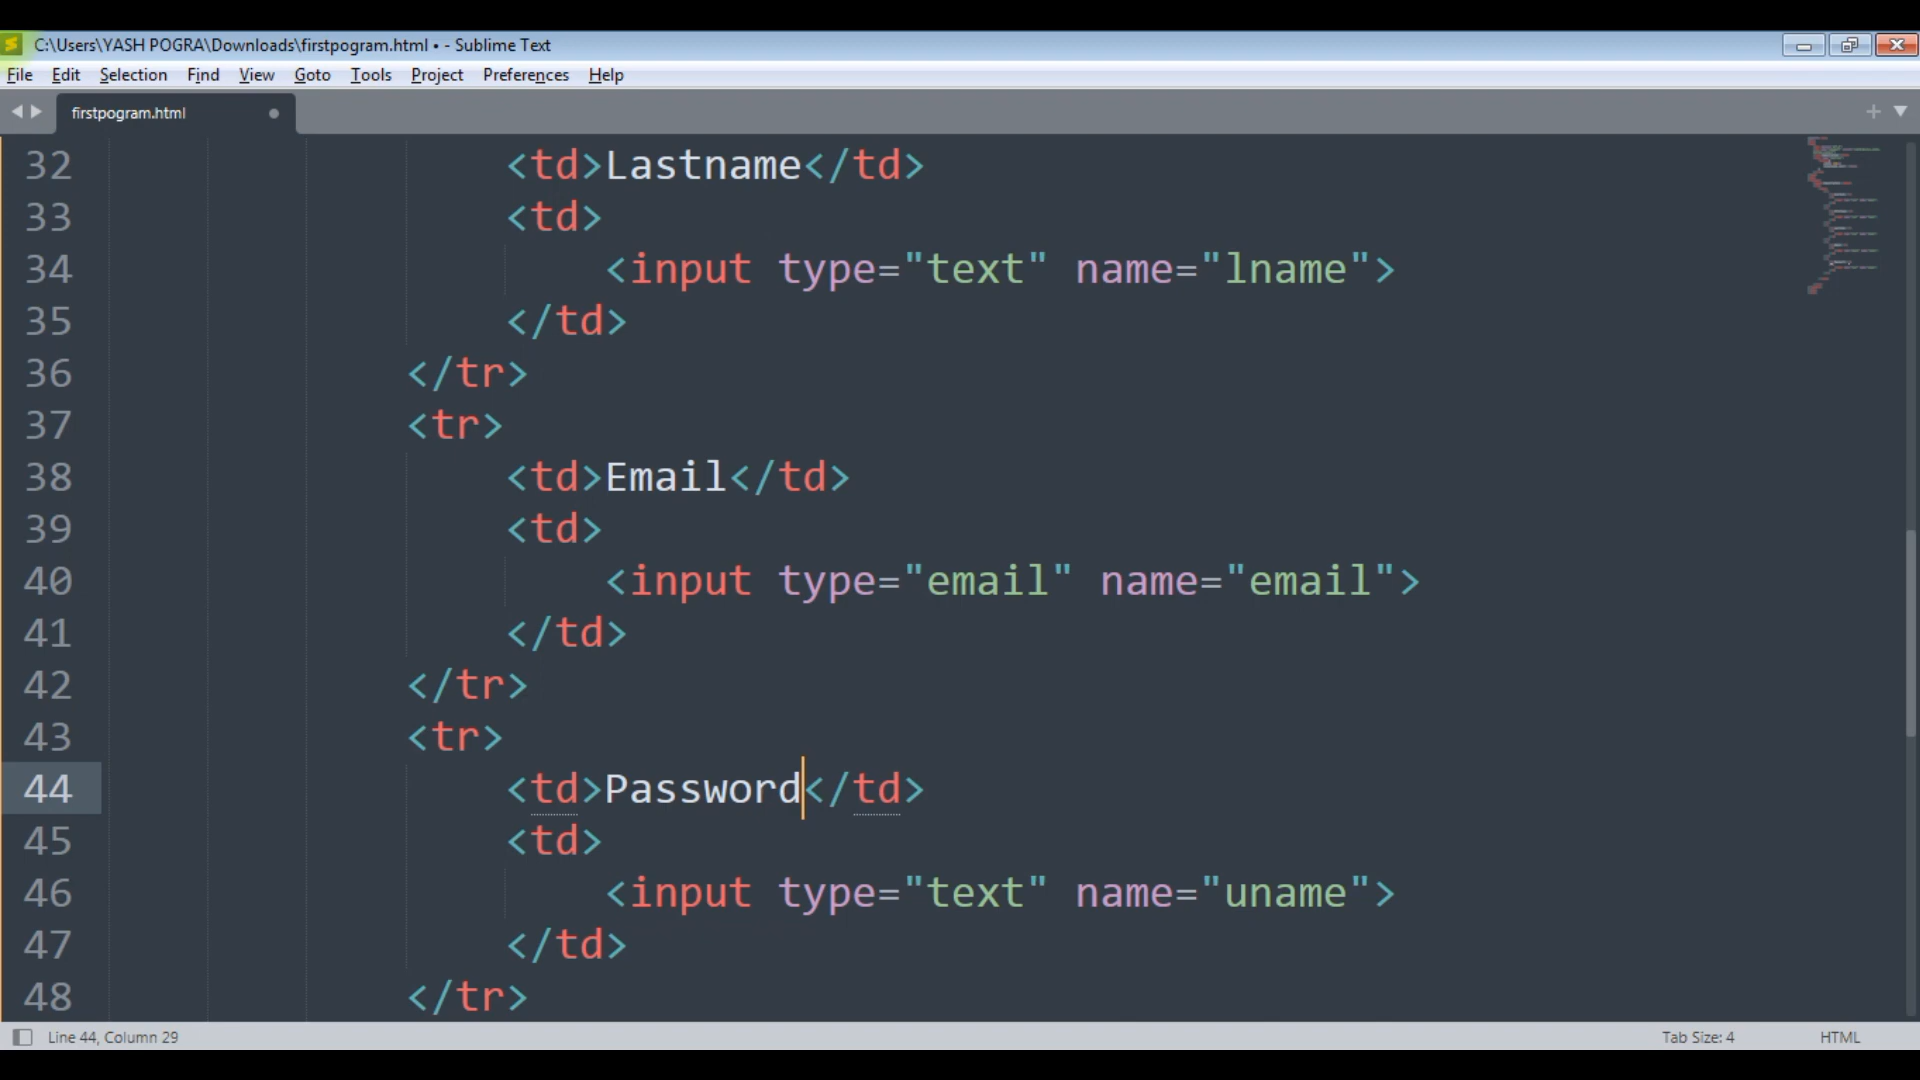 C:\Users\YASH POGRA\Downloads\firstpogram.html • - Sublime Text
File Edit Selection Find View Goto Tools Project Preferences Help
firstpogram.html
32 <td>Lastname</td>
33 <td>
34 <input type="text" name="lname">
35 </td>
36 </tr>
37 <tr>
38 <td>Email</td>
39 <td>
40 <input type="email" name="email">
41 </td>
42 </tr>
43 <tr>
44 <td>Password</td>
45 <td>
46 <input type="text" name="uname">
47 </td>
48 </tr>
Line 44, Column 29 Tab Size: 4 HTML